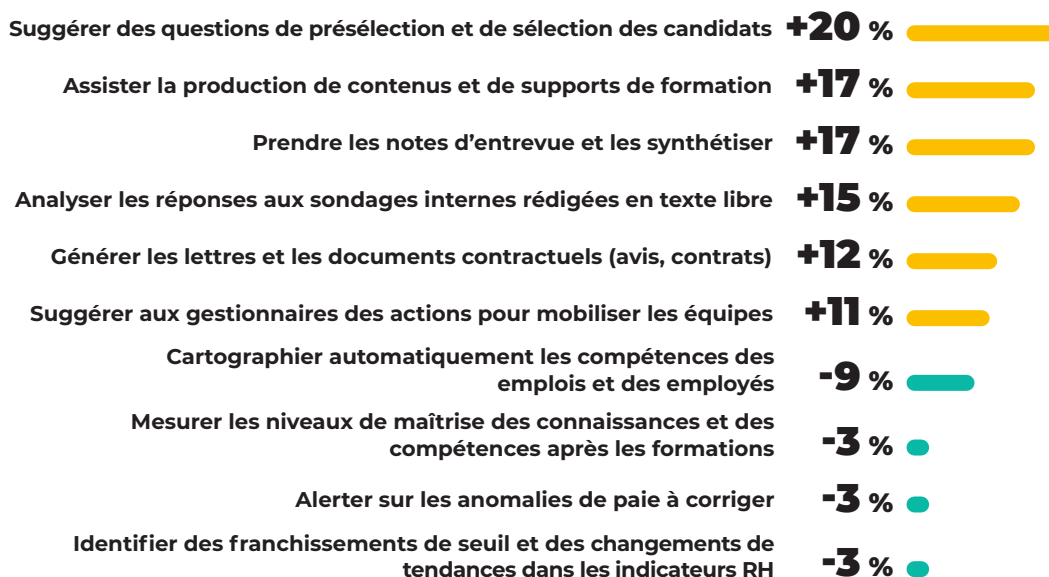 Suggérer des questions de présélection et de sélection des candidats +20 %
Assister la production de contenus et de supports de formation +17 %
Prendre les notes d'entrevue et les synthétiser +17 %
Analyser les réponses aux sondages internes rédigées en texte libre +15 %
Générer les lettres et les documents contractuels (avis, contrats) +12 %
Suggérer aux gestionnaires des actions pour mobiliser les équipes +11 %
Cartographier automatiquement les compétences des
emplois et des employés -9 %
Mesurer les niveaux de maîtrise des connaissances et des
compétences après les formations -3 %
Alerter sur les anomalies de paie à corriger -3 %
Identifier des franchissements de seuil et des changements de
tendances dans les indicateurs RH -3 %